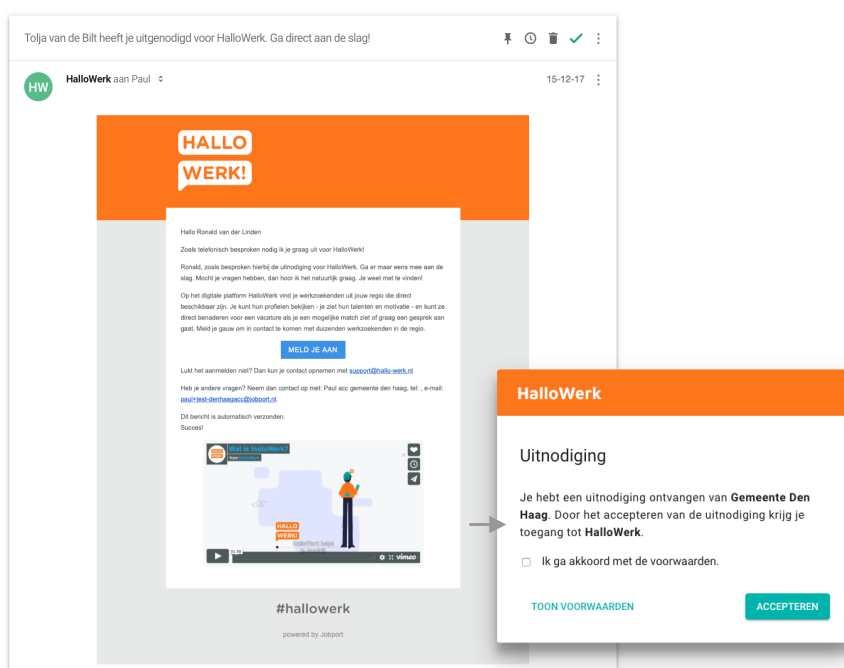 Tolja van de Bilt heeft je uitgenodigd voor HalloWerk. Ga direct aan de slag!
HW
HalloWerk aan Paul
15-12-17
HALLO
WERK!
Hallo Ronald van der Linden
Zoals telefonisch besproken nodig ik je graag uit voor HalloWerk!
Ronald, zoals besproken hierbij de uitnodiging voor HalloWerk. Ga er maar eens mee aan de
slag. Mocht je vragen hebben, dan hoor ik het natuurlijk graag. Je weet met te vinden!
Op het digitale platform HalloWerk vind je werkzoekenden uit jouw regio die direct
beschikbaar zijn. Je kunt hun profielen bekijken - je ziet hun talenten en motivatie - en kunt ze
direct benaderen voor een vacature als je een mogelijke match ziet of graag een gesprek aan
gaat. Meld je gauw om in contact te komen met duizenden werkzoekenden in de regio.
MELD JE AAN
Lukt het aanmelden niet? Dan kun je contact opnemen met support@hallo-werk.nl.
Heb je andere vragen? Neem dan contact op met: Paul acc gemeente den haag, tel: , e-mail:
paul+test-denhaagacc@jobport.nl.
Dit bericht is automatisch verzonden.
Succes!
Wat is HalloWerk?
from HalloWerk
HALLO
WERK!
HalloWerk helpt
vimeo
#hallowerk
powered by Jobport
HalloWerk
Uitnodiging
Je hebt een uitnodiging ontvangen van Gemeente Den
Haag. Door het accepteren van de uitnodiging krijg je
toegang tot HalloWerk.
Ik ga akkoord met de voorwaarden.
TOON VOORWAARDEN
ACCEPTEREN